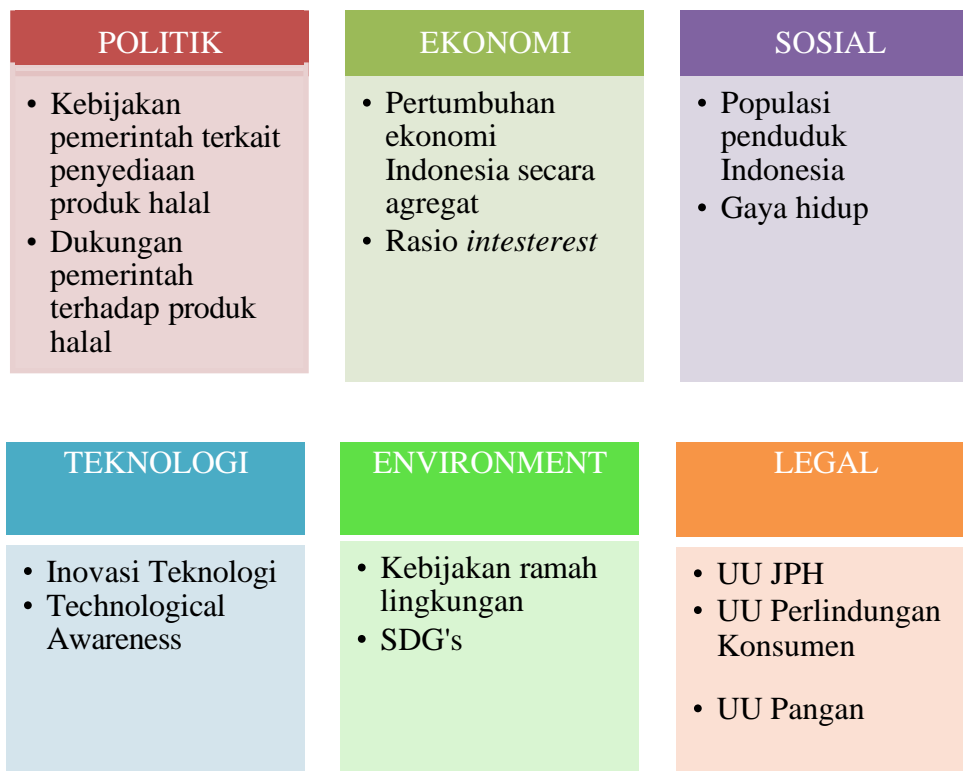 POLITIK
• Kebijakan
pemerintah terkait
penyediaan
produk halal
• Dukungan
pemerintah
terhadap produk
halal
EKONOMI
• Pertumbuhan
ekonomi
Indonesia secara
agregat
• Rasio intesterest
SOSIAL
• Populasi
penduduk
Indonesia
• Gaya hidup
TEKNOLOGI
• Inovasi Teknologi
• Technological
Awareness
ENVIRONMENT
• Kebijakan ramah
lingkungan
• SDG's
LEGAL
• UU JPH
• UU Perlindungan
Konsumen
• UU Pangan